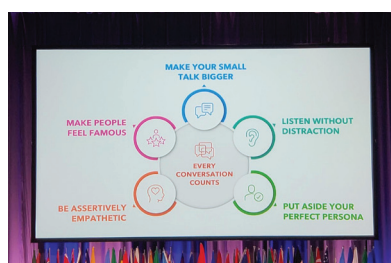 MAKE YOUR SMALL
TALK BIGGER
MAKE PEOPLE
FEEL FAMOUS
LISTEN WITHOUT
DISTRACTION
EVERY
CONVERSATION
COUNTS
BE ASSERTIVELY
EMPATHETIC
PUT ASIDE YOUR
PERFECT PERSONA